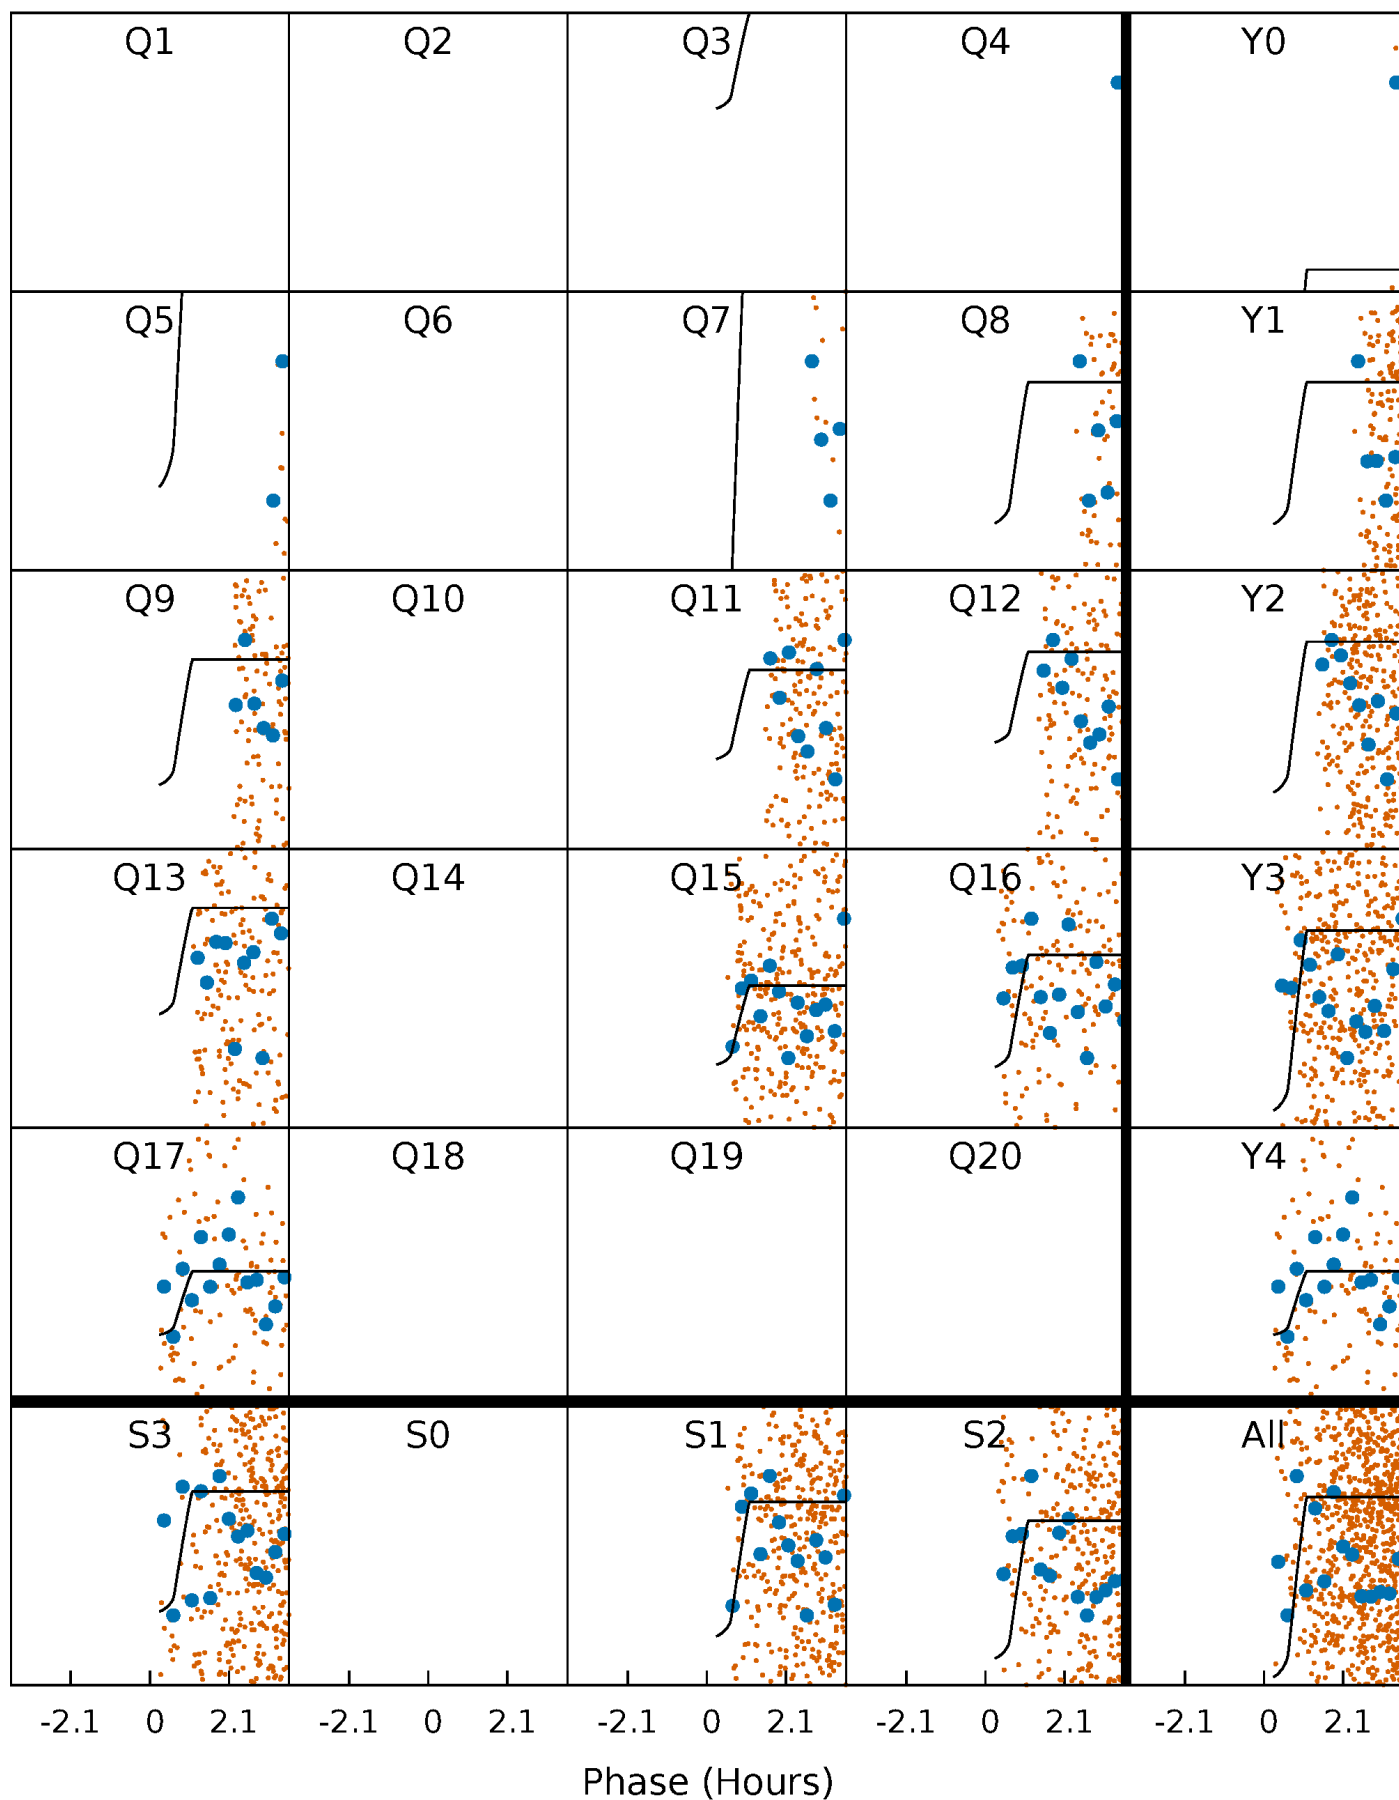 Q1 Q2 Q3 Q4 Y0
Q5 Q6 Q7 Q8 Y1
Q9 Q10 Q11 Q12 Y2
Q13 Q14 Q15 Q16 Y3
Q17 Q18 Q19 Q20 Y4
S3 S0 S1 S2 All
-2.1 0 2.1 -2.1 0 2.1 -2.1 0 2.1 -2.1 0 2.1 -2.1 0 2.1
Phase (Hours)